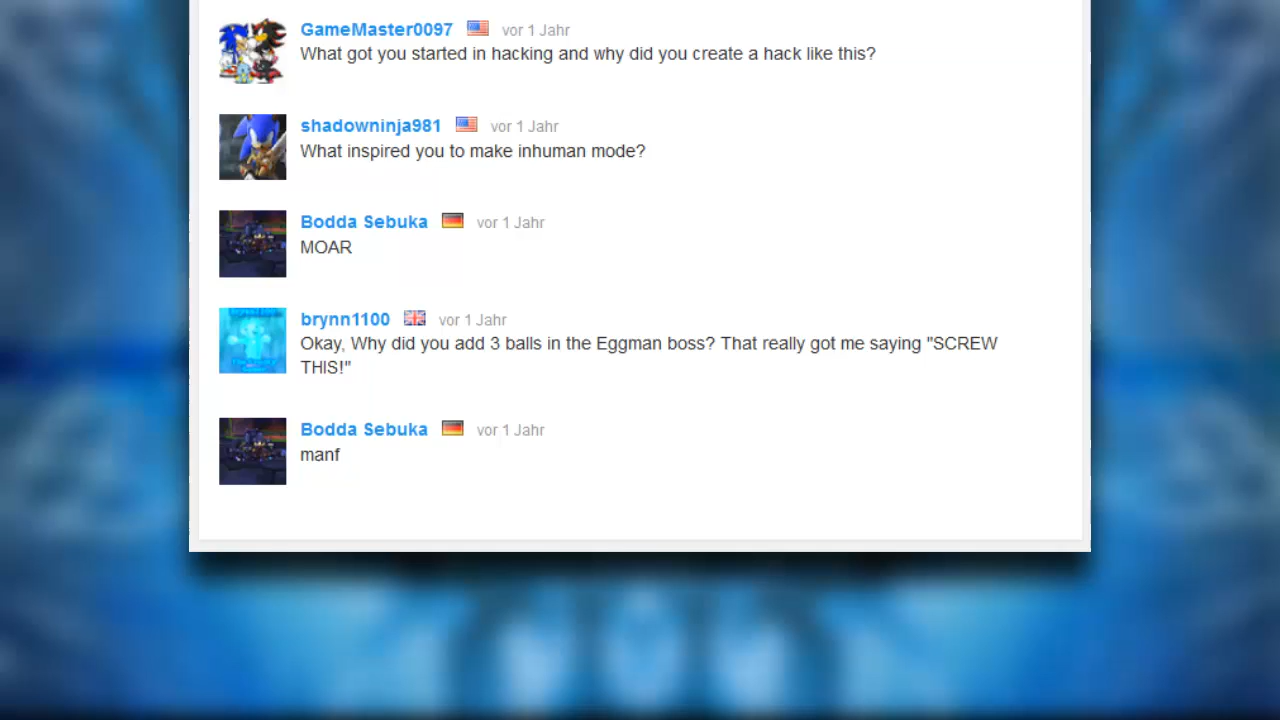 GameMaster0097 vor 1 Jahr
What got you started in hacking and why did you create a hack like this?
shadowninja981 vor 1 Jahr
What inspired you to make inhuman mode?
Bodda Sebuka vor 1 Jahr
MOAR
brynn1100 vor 1 Jahr
Okay, Why did you add 3 balls in the Eggman boss? That really got me saying "SCREW
THIS!"
Bodda Sebuka vor 1 Jahr
manf